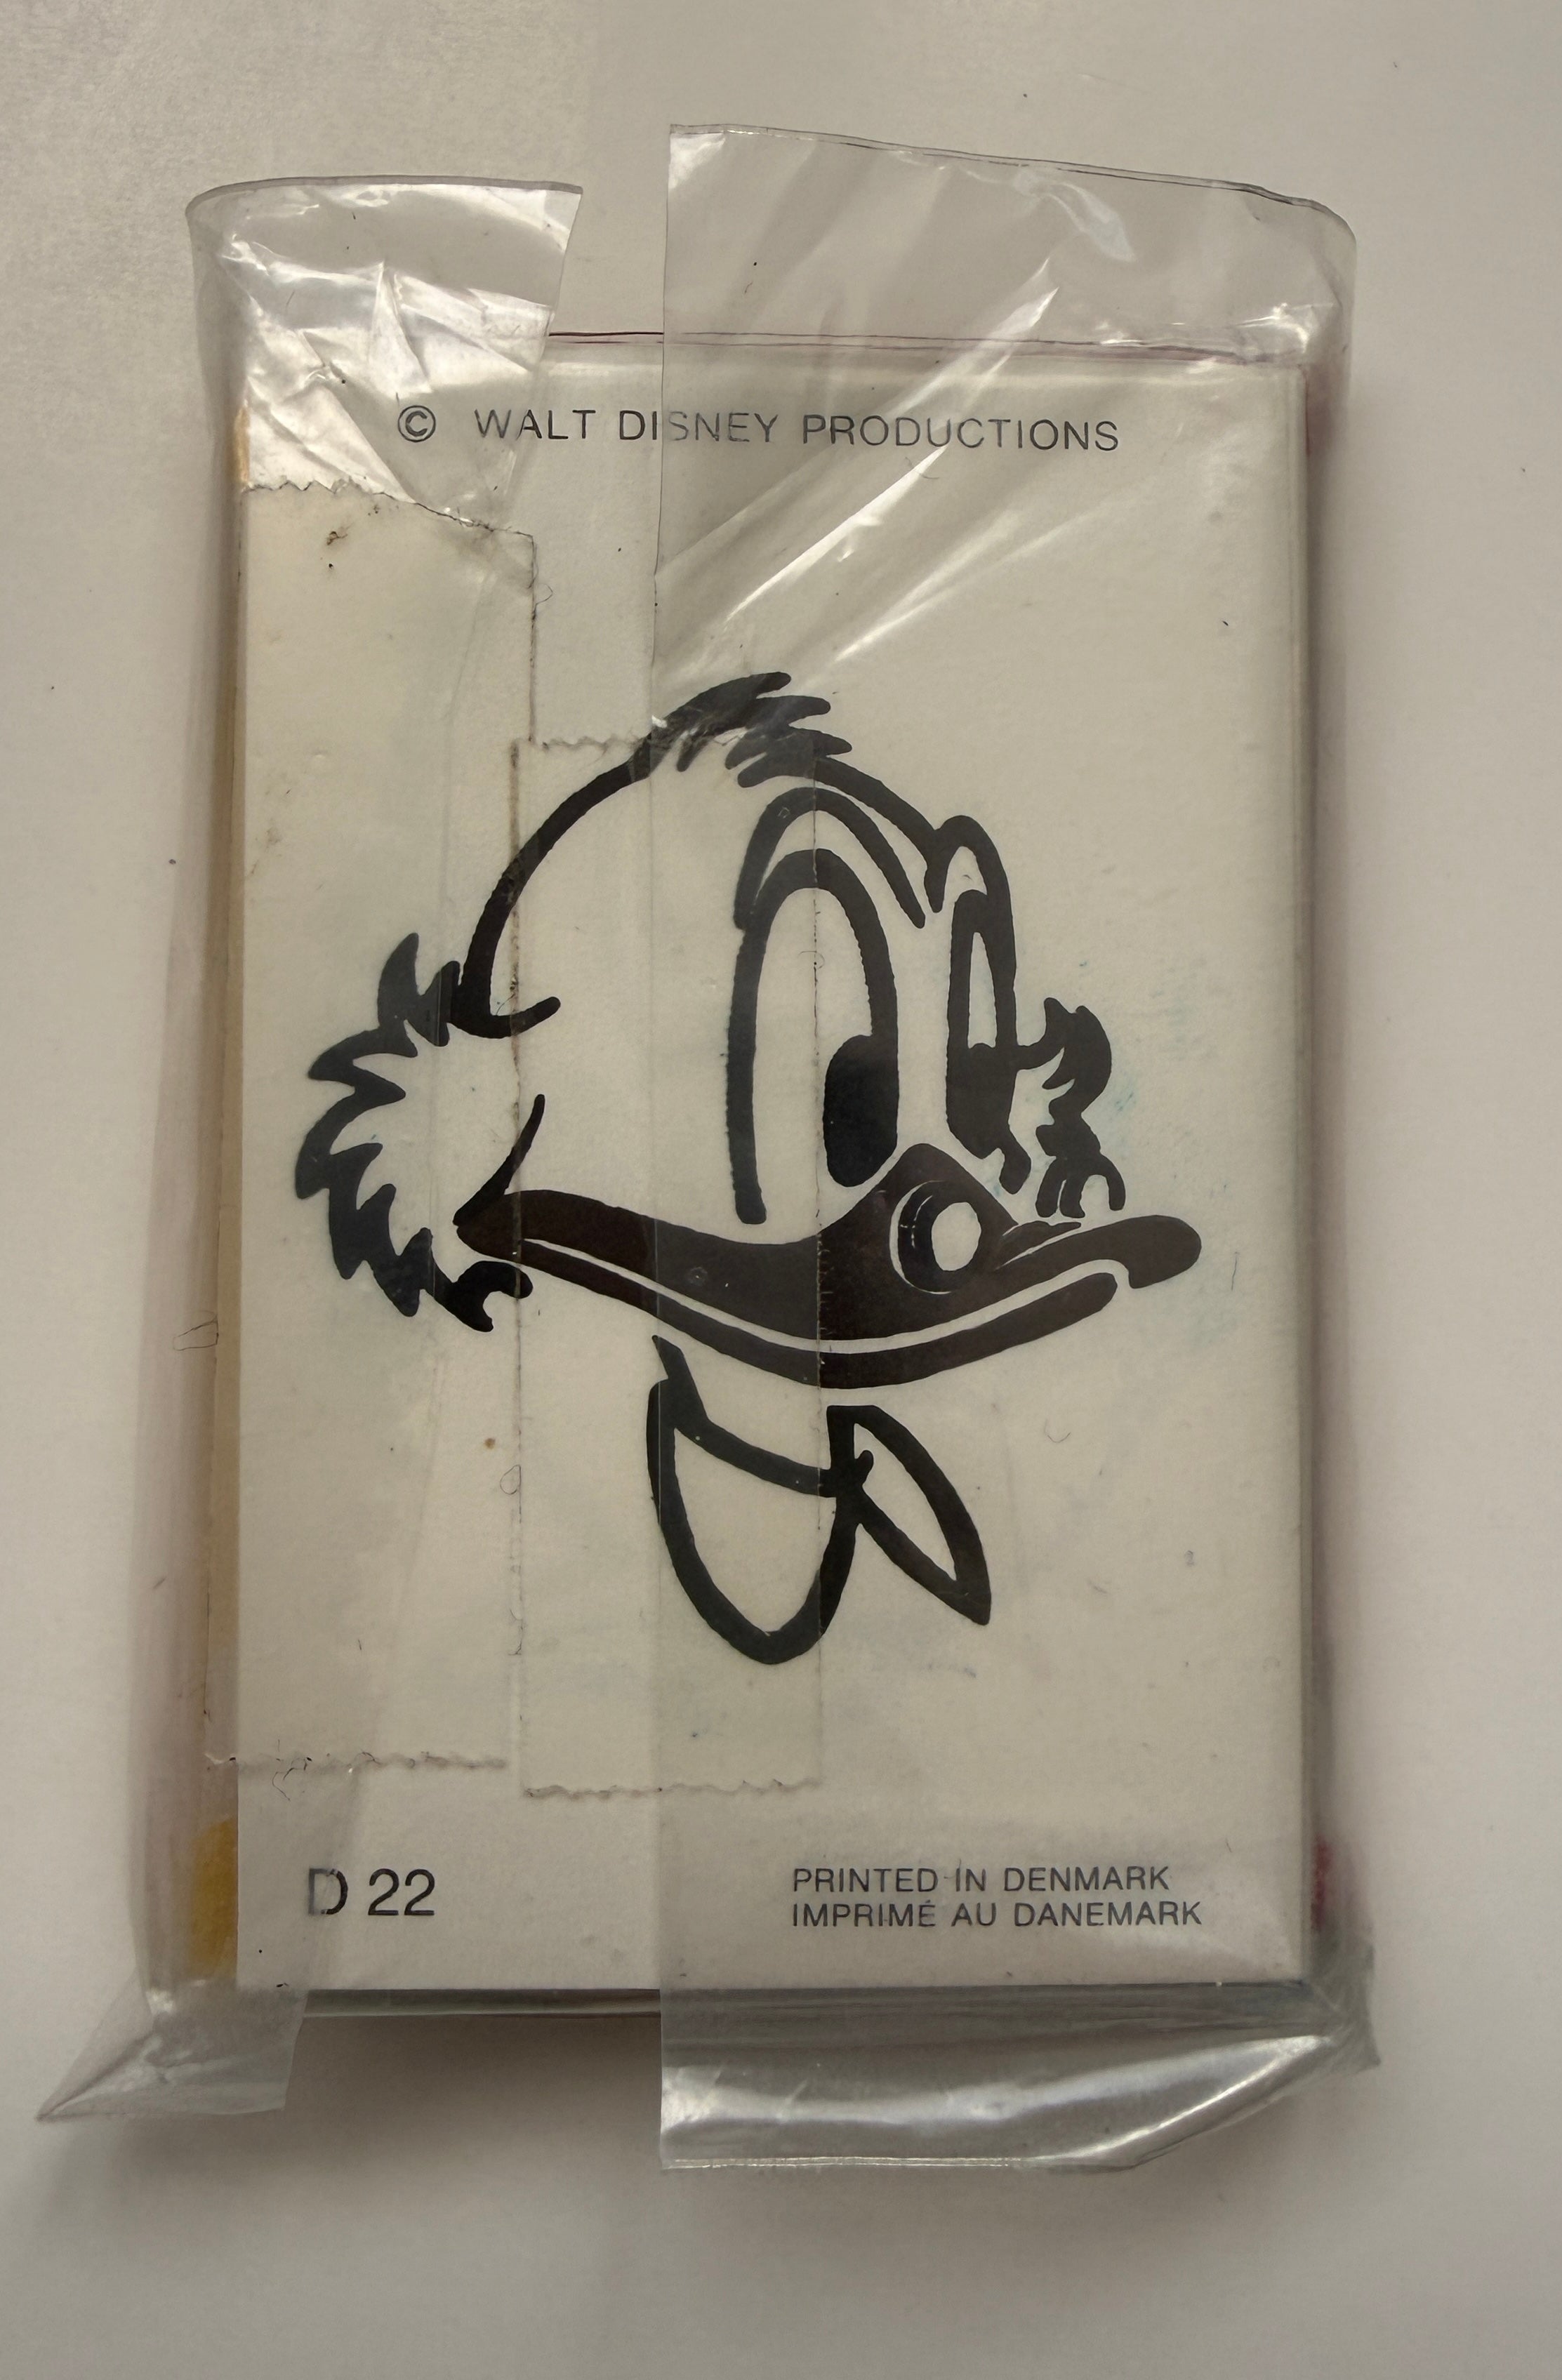 © WALT DISNEY PRODUCTIONS
D 22
PRINTED IN DENMARK
IMPRIMÉ AU DANEMARK